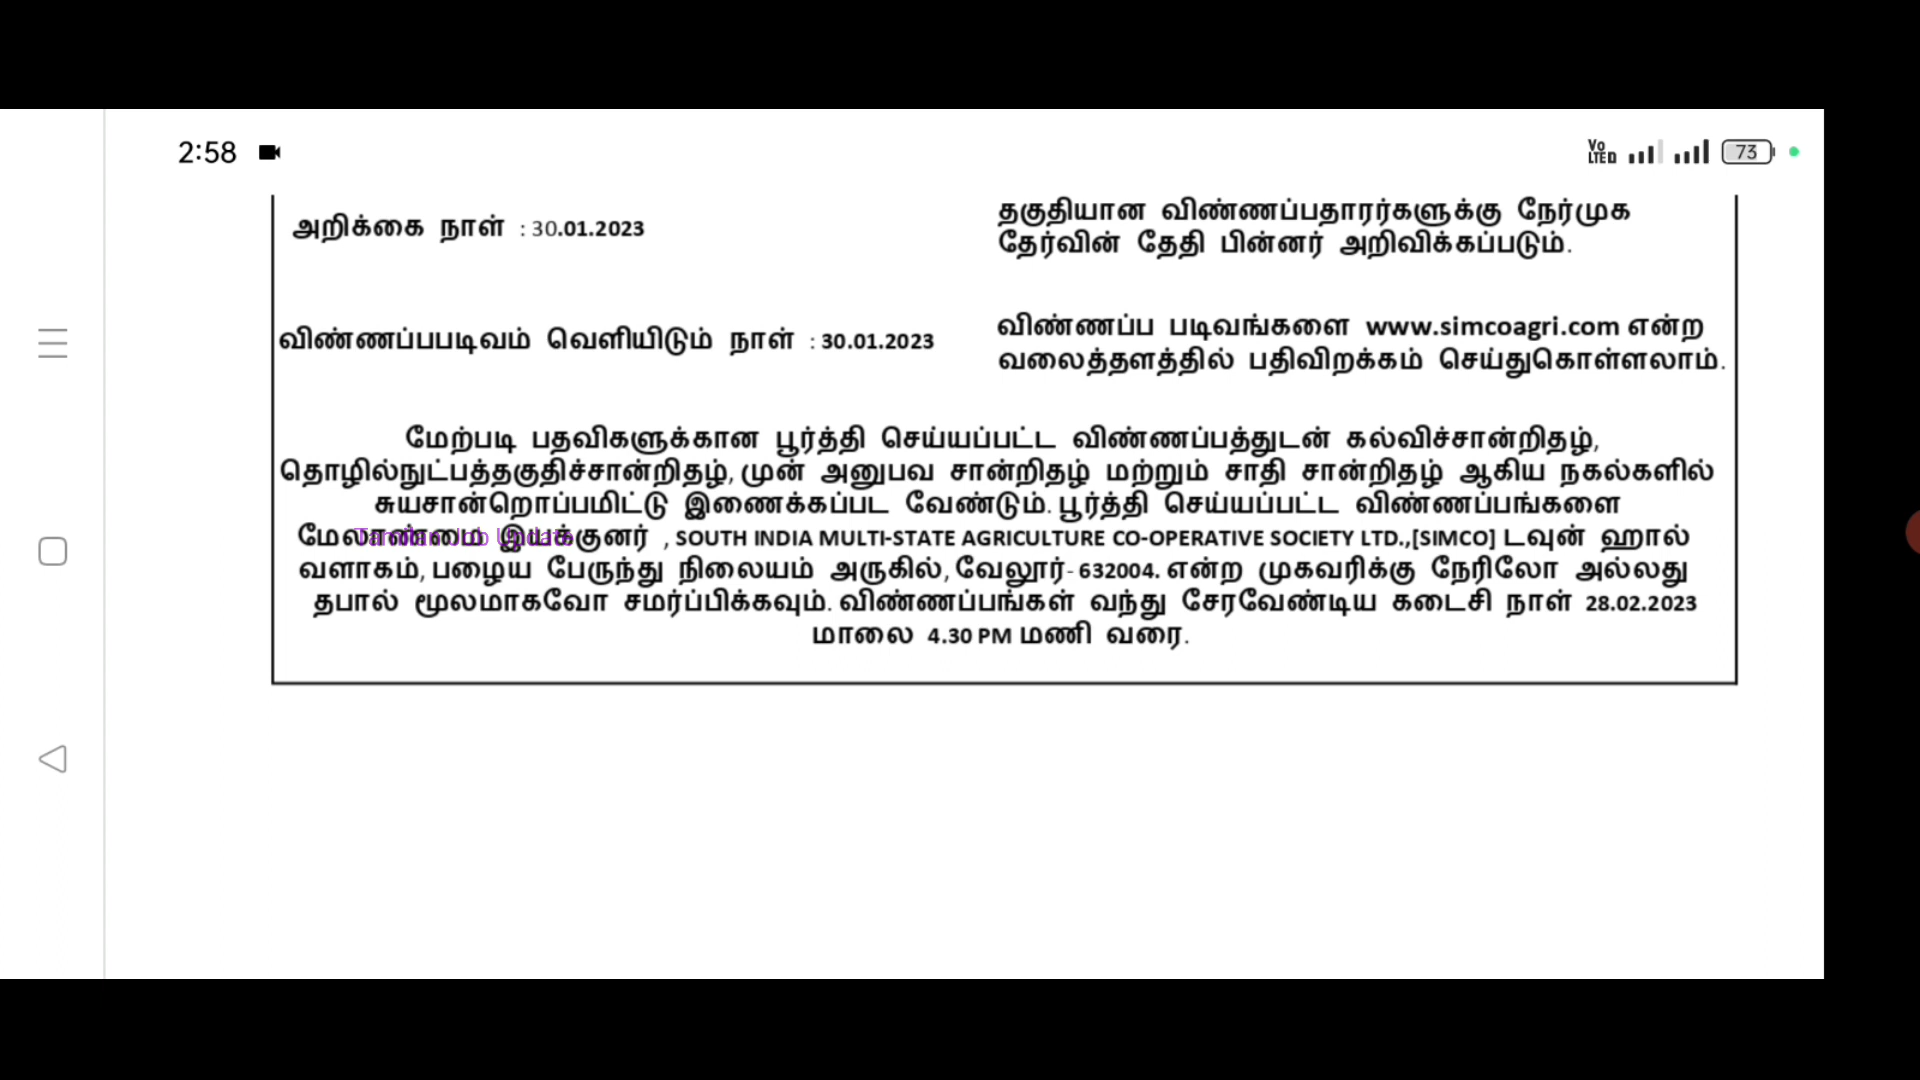 2:58
Vo LTE D 73
அறிக்கை நாள் : 30.01.2023
தகுதியான விண்ணப்பதாரர்களுக்கு நேர்முக
தேர்வின் தேதி பின்னர் அறிவிக்கப்படும்.
விண்ணப்பபடிவம் வெளியிடும் நாள் : 30.01.2023
விண்ணப்ப படிவங்களை www.simcoagri.com என்ற
வலைத்தளத்தில் பதிவிறக்கம் செய்துகொள்ளலாம்.
மேற்படி பதவிகளுக்கான பூர்த்தி செய்யப்பட்ட விண்ணப்பத்துடன் கல்விச்சான்றிதழ்,
தொழில்நுட்பத்தகுதிச்சான்றிதழ், முன் அனுபவ சான்றிதழ் மற்றும் சாதி சான்றிதழ் ஆகிய நகல்களில்
சுயசான்றொப்பமிட்டு இணைக்கப்பட வேண்டும். பூர்த்தி செய்யப்பட்ட விண்ணப்பங்களை
மேலாண்மை இயக்குனர் , SOUTH INDIA MULTI-STATE AGRICULTURE CO-OPERATIVE SOCIETY LTD.,[SIMCO] டவுன் ஹால்
Tamilan Job Update
வளாகம், பழைய பேருந்து நிலையம் அருகில், வேலூர்- 632004. என்ற முகவரிக்கு நேரிலோ அல்லது
தபால் மூலமாகவோ சமர்ப்பிக்கவும். விண்ணப்பங்கள் வந்து சேரவேண்டிய கடைசி நாள் 28.02.2023
மாலை 4.30 PM மணி வரை.